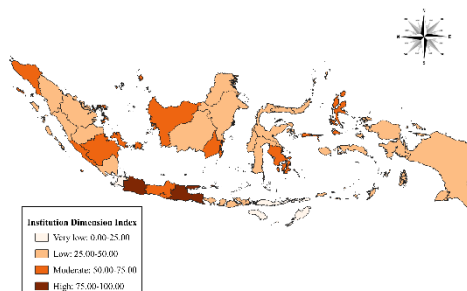 N
Institution Dimension Index
Very low: 0.00-25.00
Low: 25.00-50.00
Moderate: 50.00-75.00
High: 75.00-100.00